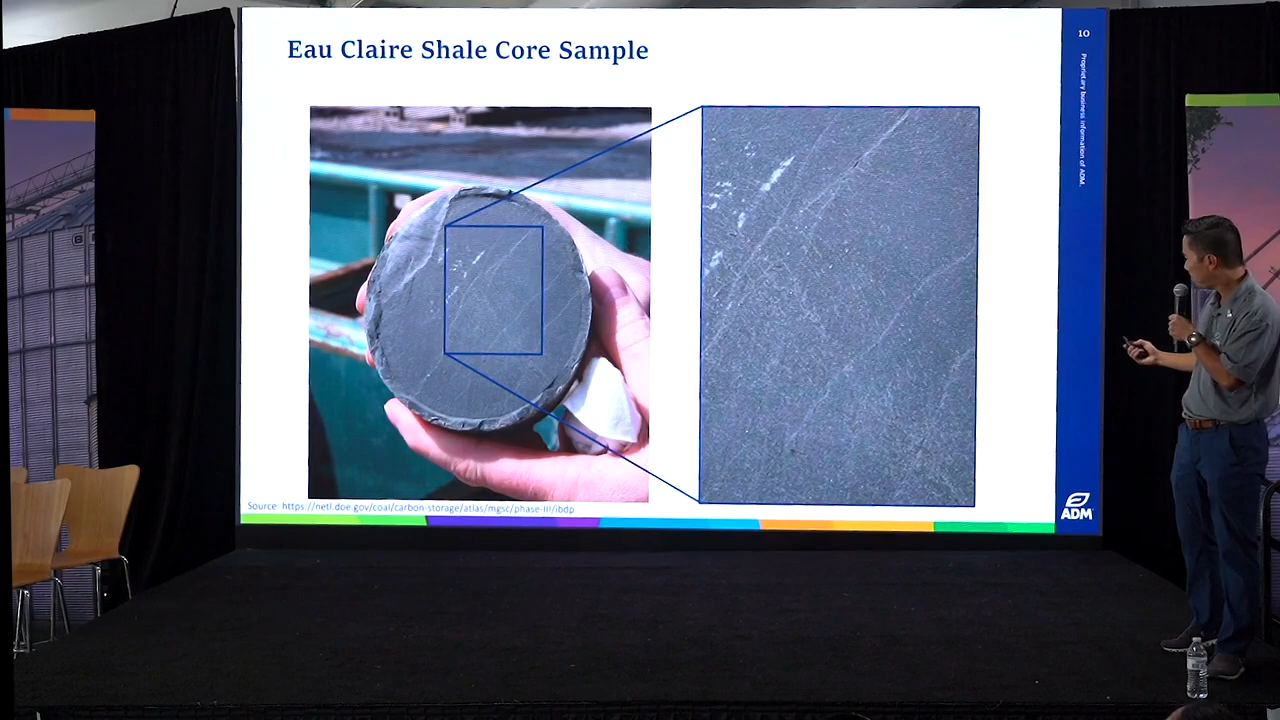 Eau Claire Shale Core Sample
10
Proprietary business information of ADM.
Source: https://netl.doe.gov/coal/carbon-storage/atlas/mgsc/phase-III/ibdp
ADM